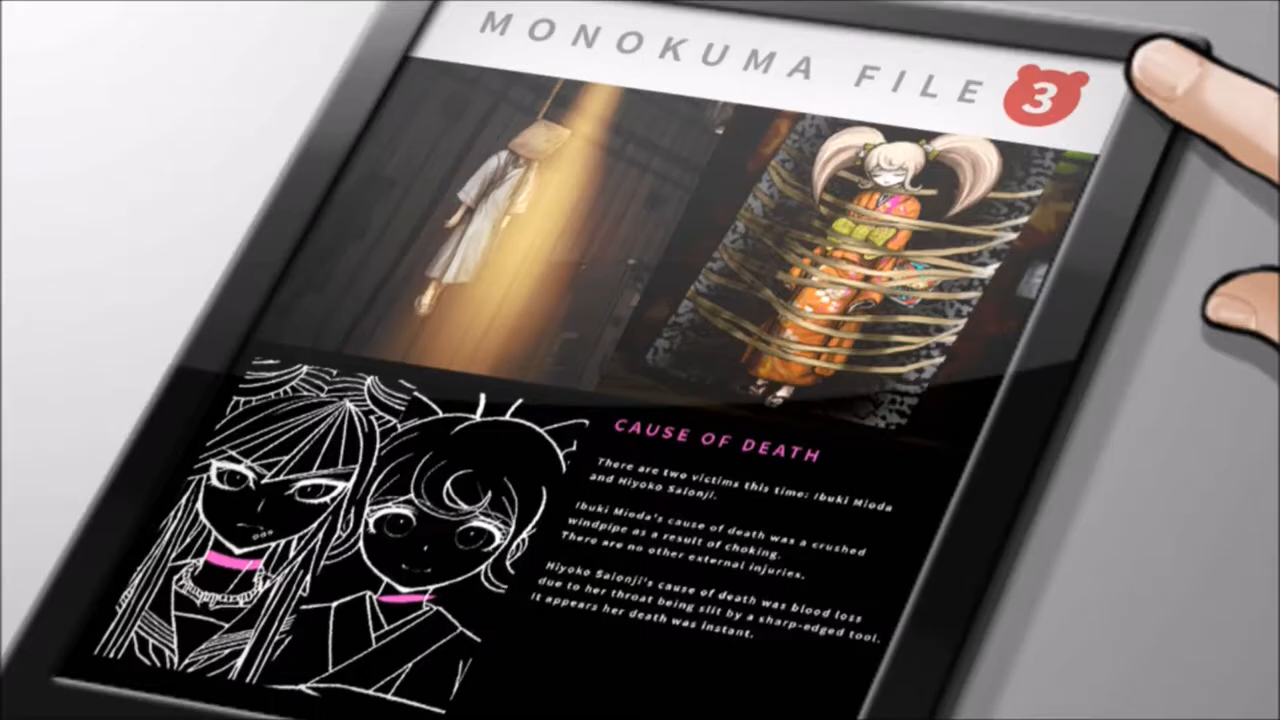 MONOKUMA FILE 3
CAUSE OF DEATH
There are two victims this time: Ibuki Mioda
and Hiyoko Saionji.
Ibuki Mioda's cause of death was a crushed
windpipe as a result of choking.
There are no other external injuries.
Hiyoko Saionji's cause of death was blood loss
due to her throat being slit by a sharp-edged tool.
It appears her death was instant.